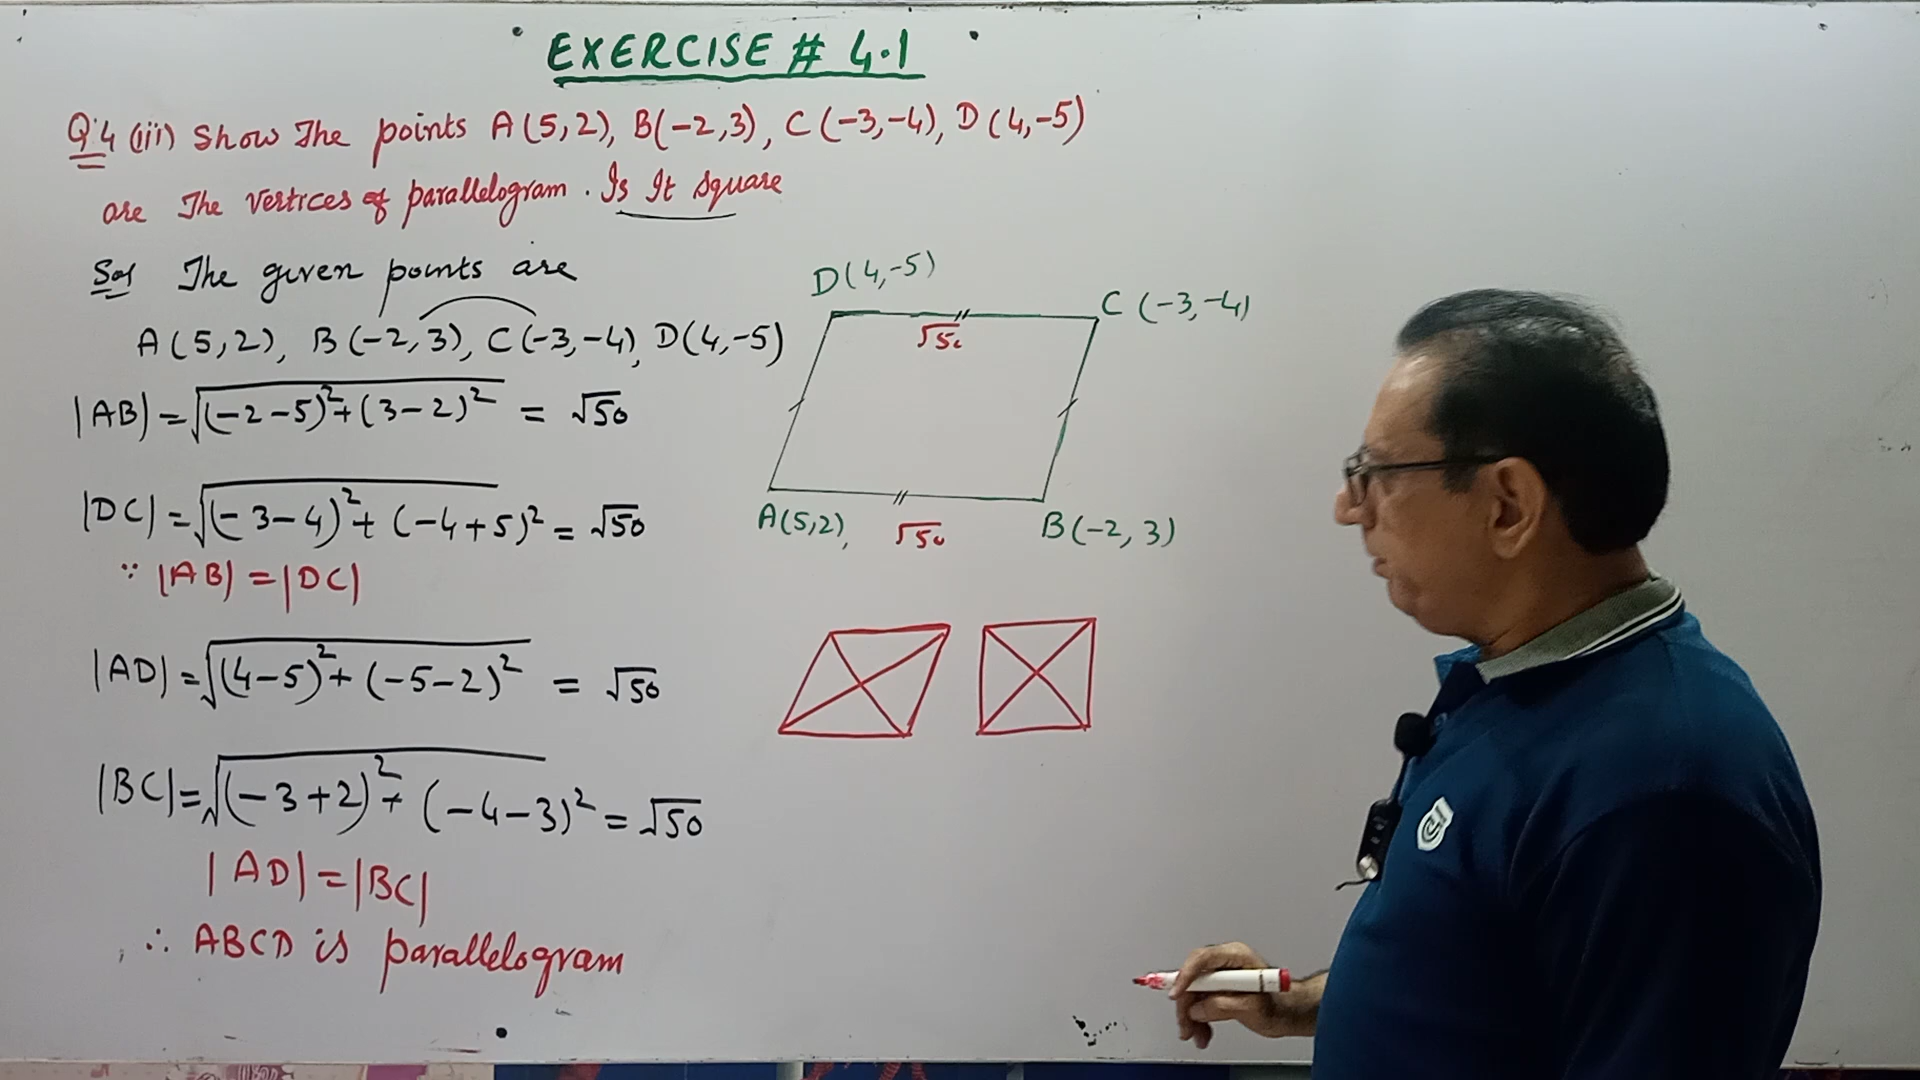 EXERCISE # 4.1
Q.4 (iii) Show The points A(5,2), B(-2,3), C(-3,-4), D(4,-5)
are The vertices of parallelogram. Is It square
Sol The given points are
A(5,2), B(-2,3), C(-3,-4), D(4,-5)
|AB| = √(-2-5)²+(3-2)² = √50
|DC| = √(-3-4)²+(-4+5)² = √50
∵ |AB| = |DC|
|AD| = √(4-5)²+(-5-2)² = √50
|BC| = √(-3+2)²+(-4-3)² = √50
|AD| = |BC|
∴ ABCD is parallelogram
D(4,-5)
C(-3,-4)
√50
A(5,2),
√50
B(-2,3)